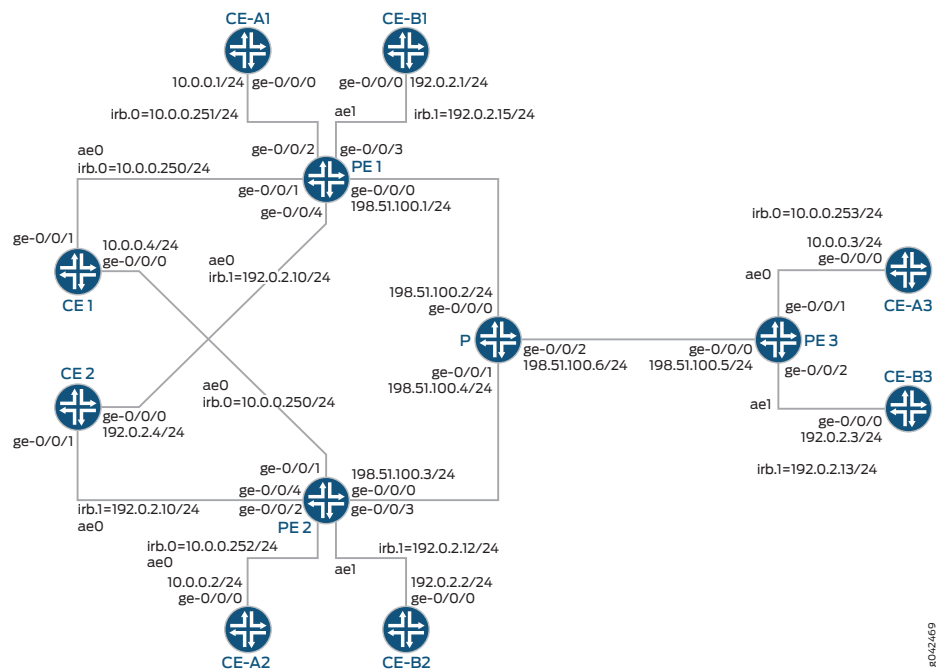 CE-A1
CE-B1
10.0.0.1/24 ge-0/0/0
ge-0/0/0 192.0.2.1/24
irb.0=10.0.0.251/24
ae1
irb.1=192.0.2.15/24
ae0
irb.0=10.0.0.250/24
ge-0/0/2
ge-0/0/3
PE 1
ge-0/0/1
ge-0/0/0
198.51.100.1/24
ge-0/0/4
ge-0/0/1
10.0.0.4/24
ge-0/0/0
CE 1
ae0
irb.1=192.0.2.10/24
irb.0=10.0.0.253/24
10.0.0.3/24
ge-0/0/0
ae0
CE-A3
198.51.100.2/24
ge-0/0/0
ge-0/0/1
P
ge-0/0/2
198.51.100.6/24
ge-0/0/0
198.51.100.5/24
PE 3
ge-0/0/1
198.51.100.4/24
ge-0/0/2
CE-B3
ae1
ge-0/0/0
192.0.2.3/24
irb.1=192.0.2.13/24
CE 2
ge-0/0/0
192.0.2.4/24
ge-0/0/1
ae0
irb.0=10.0.0.250/24
ge-0/0/1
198.51.100.3/24
ge-0/0/4
ge-0/0/0
irb.1=192.0.2.10/24
ae0
ge-0/0/2
ge-0/0/3
PE 2
irb.0=10.0.0.252/24
ae0
ae1
irb.1=192.0.2.12/24
10.0.0.2/24
ge-0/0/0
192.0.2.2/24
ge-0/0/0
CE-A2
CE-B2
g042469